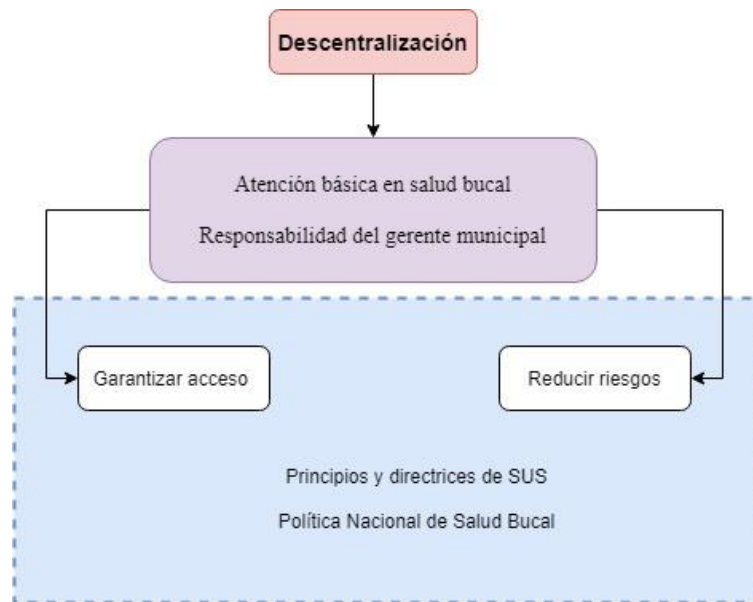 Descentralización
Atención básica en salud bucal
Responsabilidad del gerente municipal
Garantizar acceso
Reducir riesgos
Principios y directrices de SUS
Política Nacional de Salud Bucal